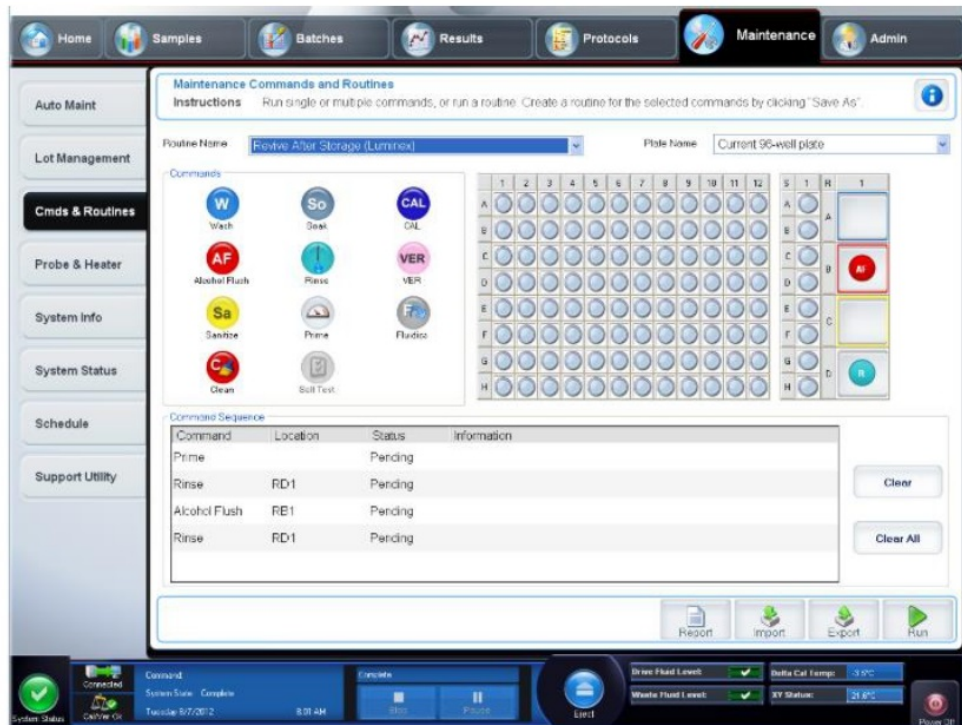 Home Samples Batches Results Protocols Maintenance Admin
Maintenance Commands and Routines
Instructions Run single or multiple commands, or run a routine. Create a routine for the selected commands by clicking "Save As".
Auto Maint
Lot Management
Cmds & Routines
Probe & Heater
System Info
System Status
Schedule
Support Utility
Routine Name Revive After Storage (Luminex) Plate Name Current 96-well plate
Commands
W So CAL
Wash Soak CAL
AF VER
Alcohol Flush Rinse VER
Sa
Sanitize Prime Fluidics
Clean Self Test
1 2 3 4 5 6 7 8 9 10 11 12 S 1 R 1
A A A
B B
C C B AF
D D
E E C
F F
G G D R
H H
Command Sequence
Command Location Status Information
Prime Pending
Rinse RD1 Pending
Alcohol Flush RB1 Pending
Rinse RD1 Pending
Clear
Clear All
Report Import Export Run
Connected Command Complete Drive Fluid Level: Delta Cal Temp: -3.5°C
System State Complete Waste Fluid Level: XY Status: 21.6°C
Cal/Ver Ok Tuesday 8/7/2012 8:01 AM Stop Pause Eject
System Status Power Off